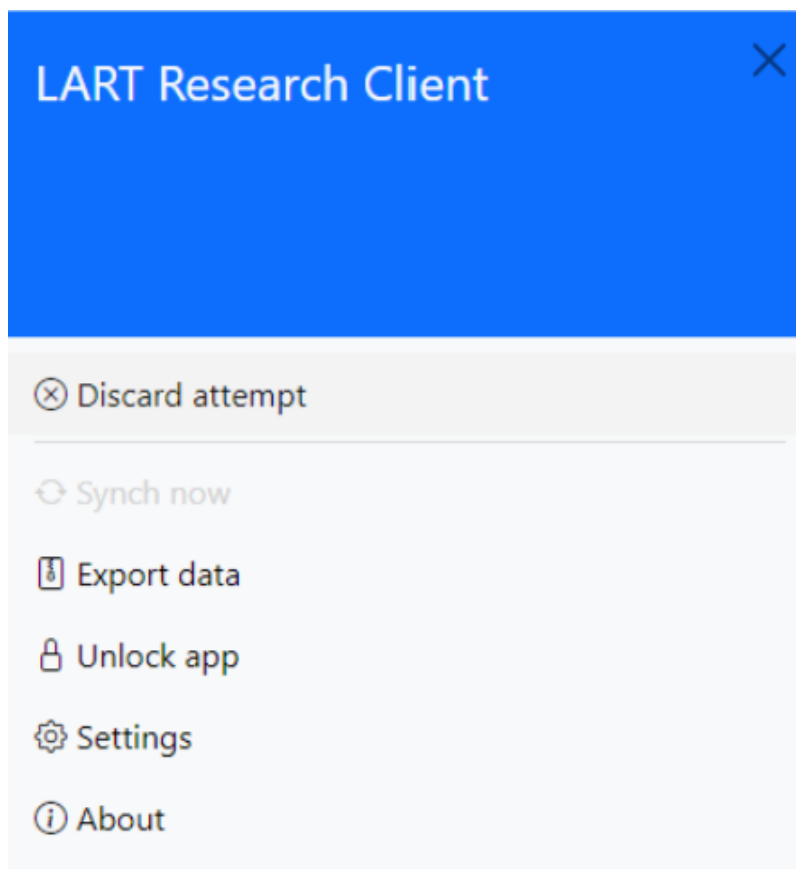 LART Research Client
Discard attempt
Synch now
Export data
Unlock app
Settings
About